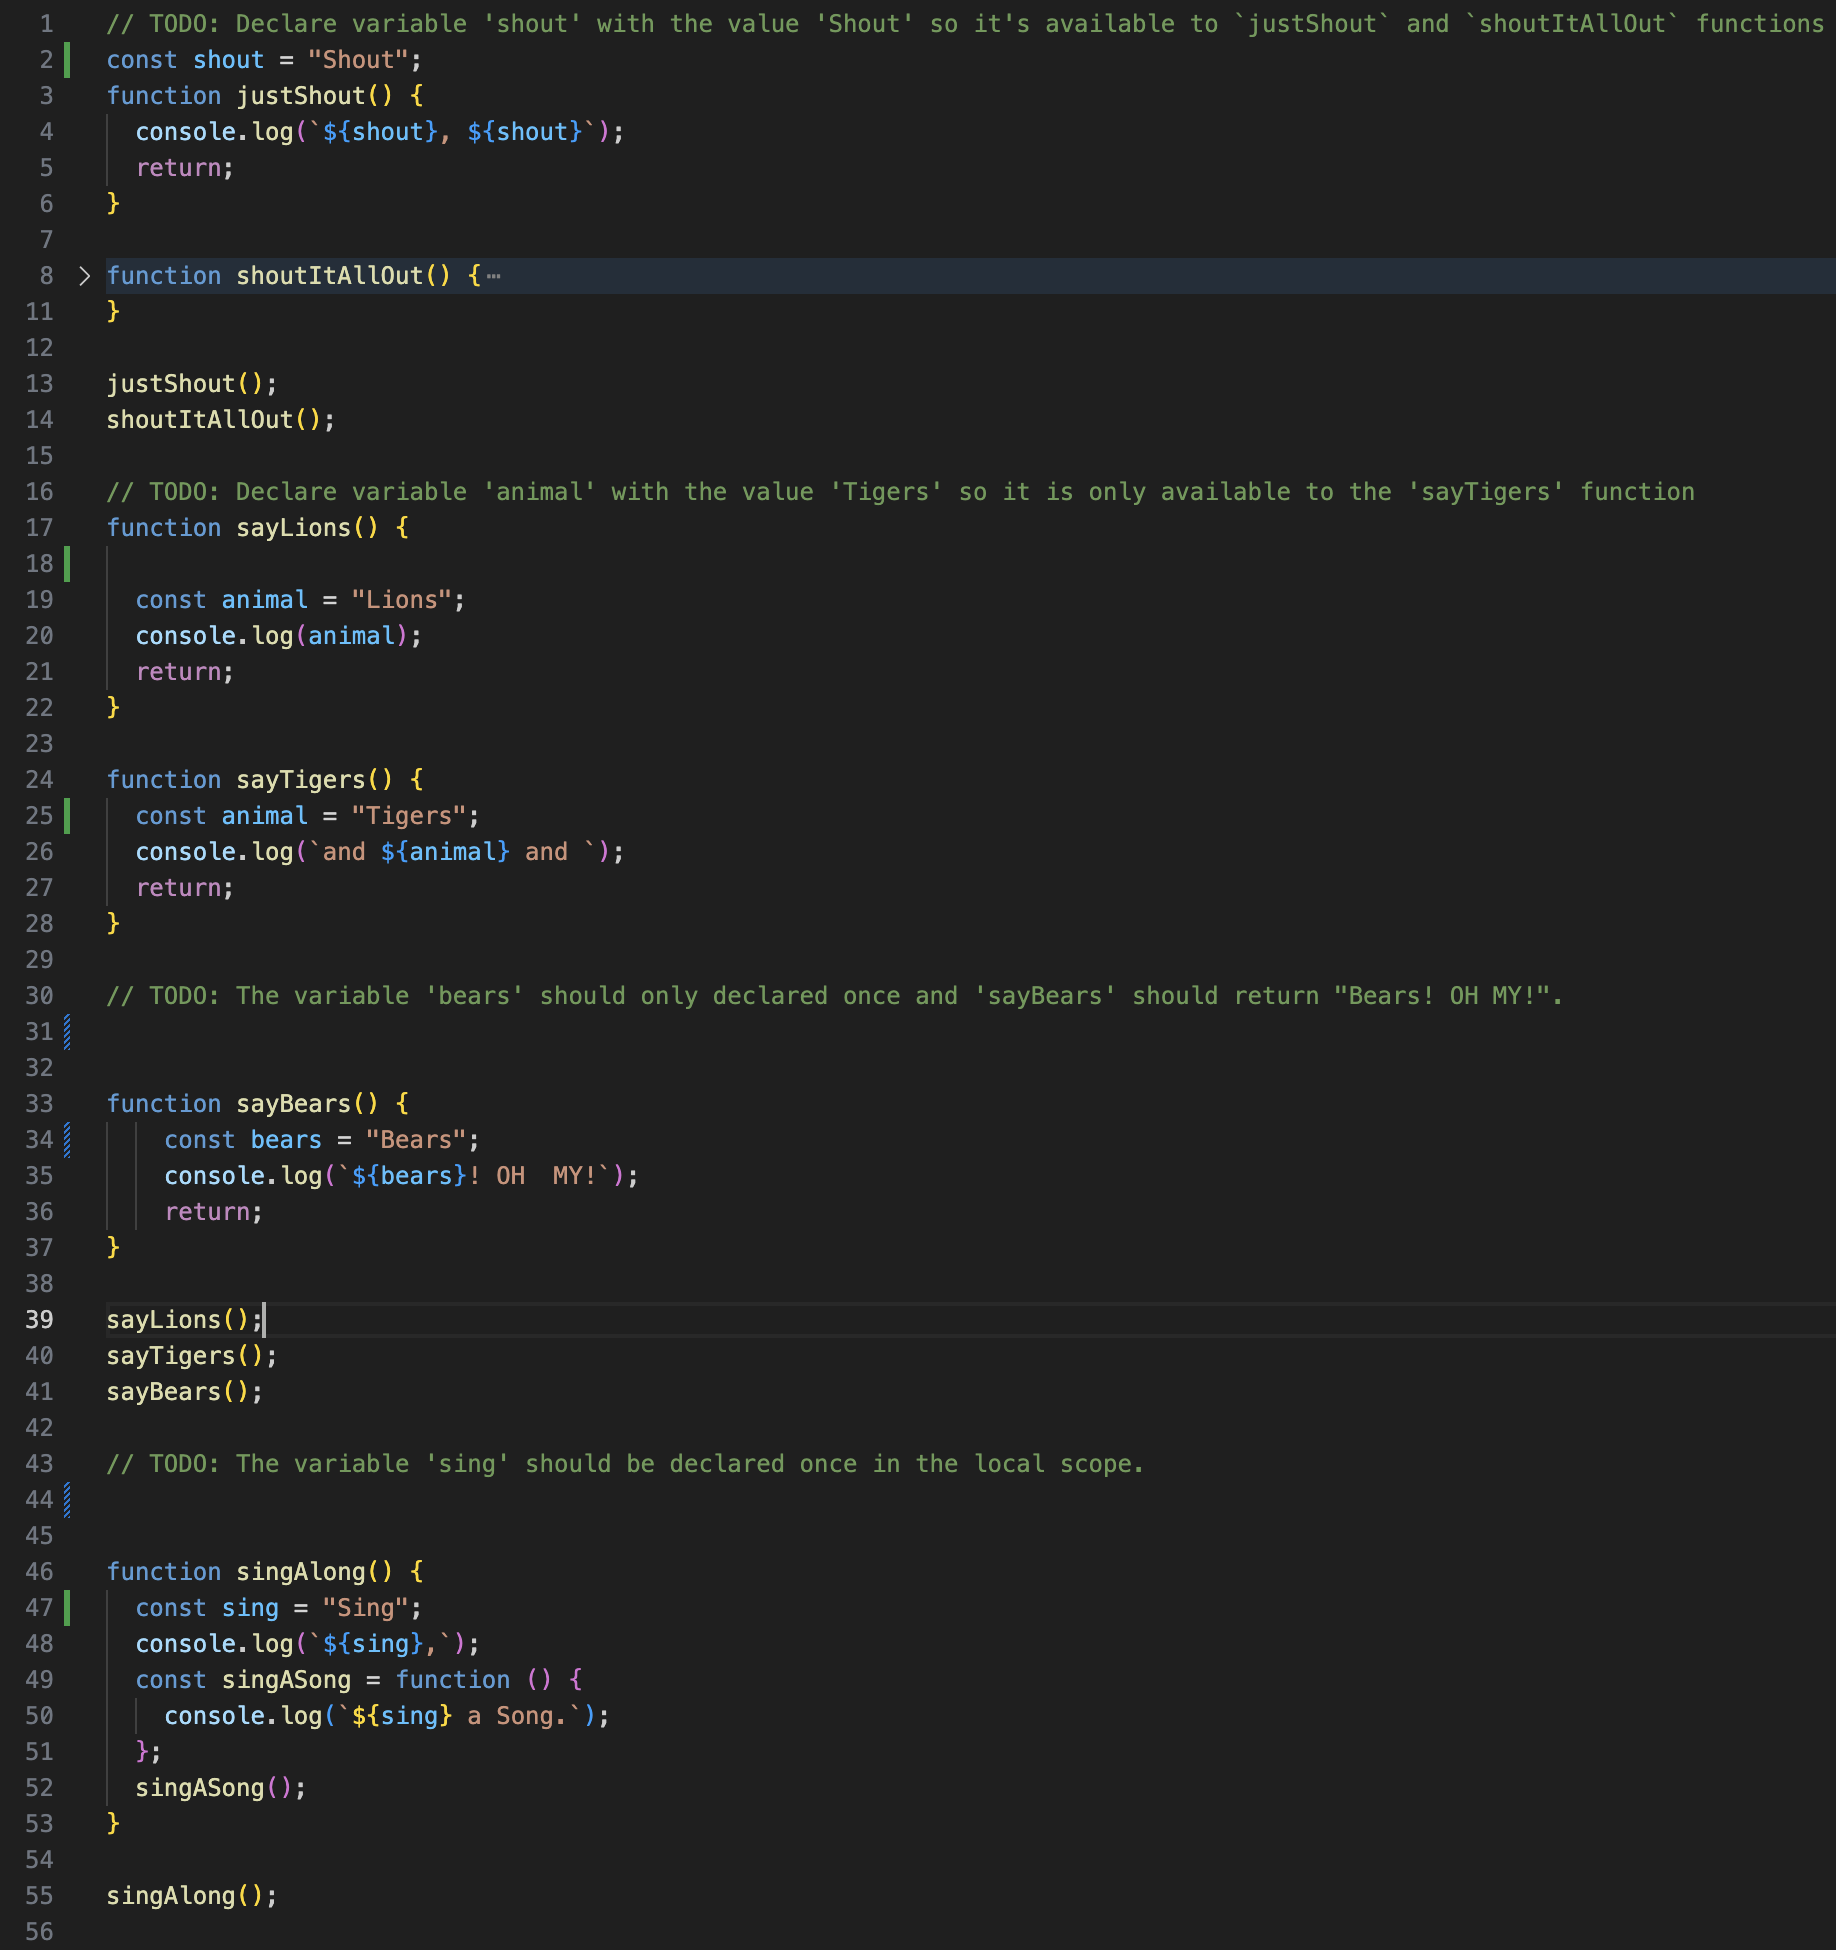 1 // TODO: Declare variable 'shout' with the value 'Shout' so it's available to `justShout` and `shoutItAllOut` functions
2 const shout = "Shout";
3 function justShout() {
4   console.log(`${shout}, ${shout}`);
5   return;
6 }
7
8 > function shoutItAllOut() {⋯
11 }
12
13 justShout();
14 shoutItAllOut();
15
16 // TODO: Declare variable 'animal' with the value 'Tigers' so it is only available to the 'sayTigers' function
17 function sayLions() {
18
19   const animal = "Lions";
20   console.log(animal);
21   return;
22 }
23
24 function sayTigers() {
25   const animal = "Tigers";
26   console.log(`and ${animal} and `);
27   return;
28 }
29
30 // TODO: The variable 'bears' should only declared once and 'sayBears' should return "Bears! OH MY!".
31
32
33 function sayBears() {
34     const bears = "Bears";
35     console.log(`${bears}! OH  MY!`);
36     return;
37 }
38
39 sayLions();
40 sayTigers();
41 sayBears();
42
43 // TODO: The variable 'sing' should be declared once in the local scope.
44
45
46 function singAlong() {
47   const sing = "Sing";
48   console.log(`${sing},`);
49   const singASong = function () {
50     console.log(`${sing} a Song.`);
51   };
52   singASong();
53 }
54
55 singAlong();
56